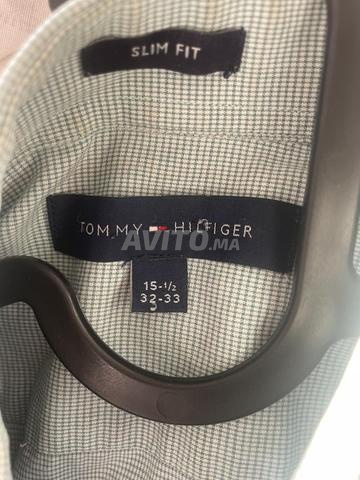 SLIM FIT
TOMMY HILFIGER
AVITO.MA
15-1/2
32-33